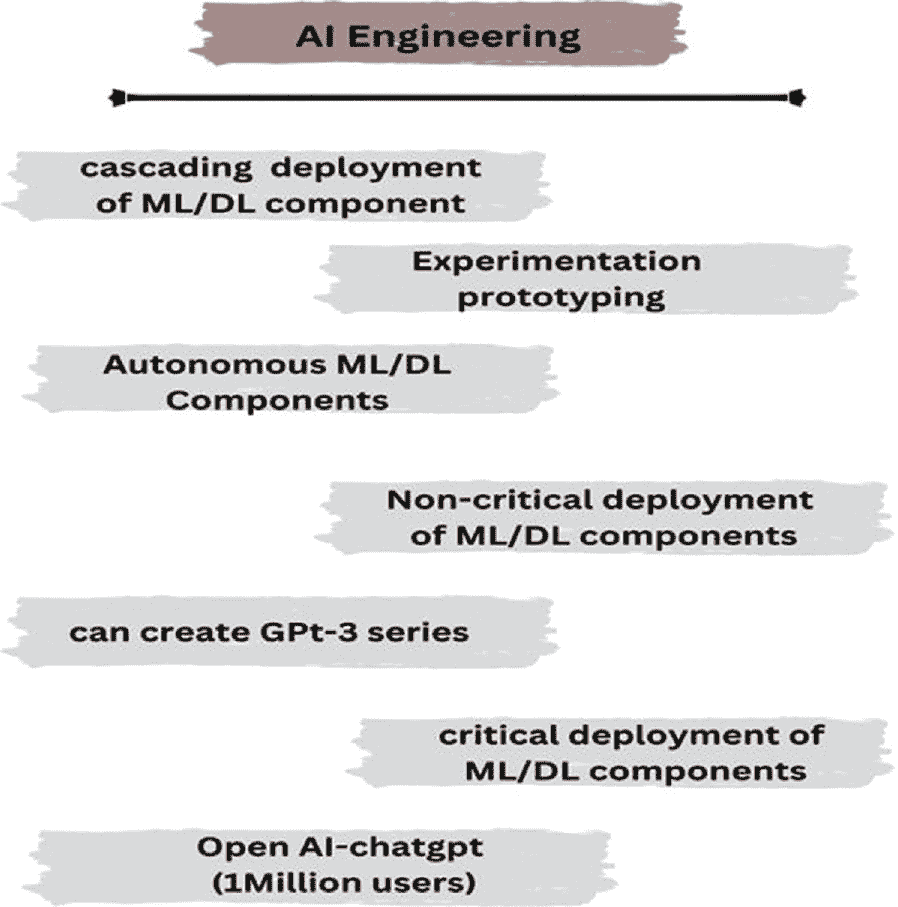 AI Engineering
cascading deployment
of ML/DL component
Experimentation
prototyping
Autonomous ML/DL
Components
Non-critical deployment
of ML/DL components
can create GPt-3 series
critical deployment of
ML/DL components
Open AI-chatgpt
(1Million users)